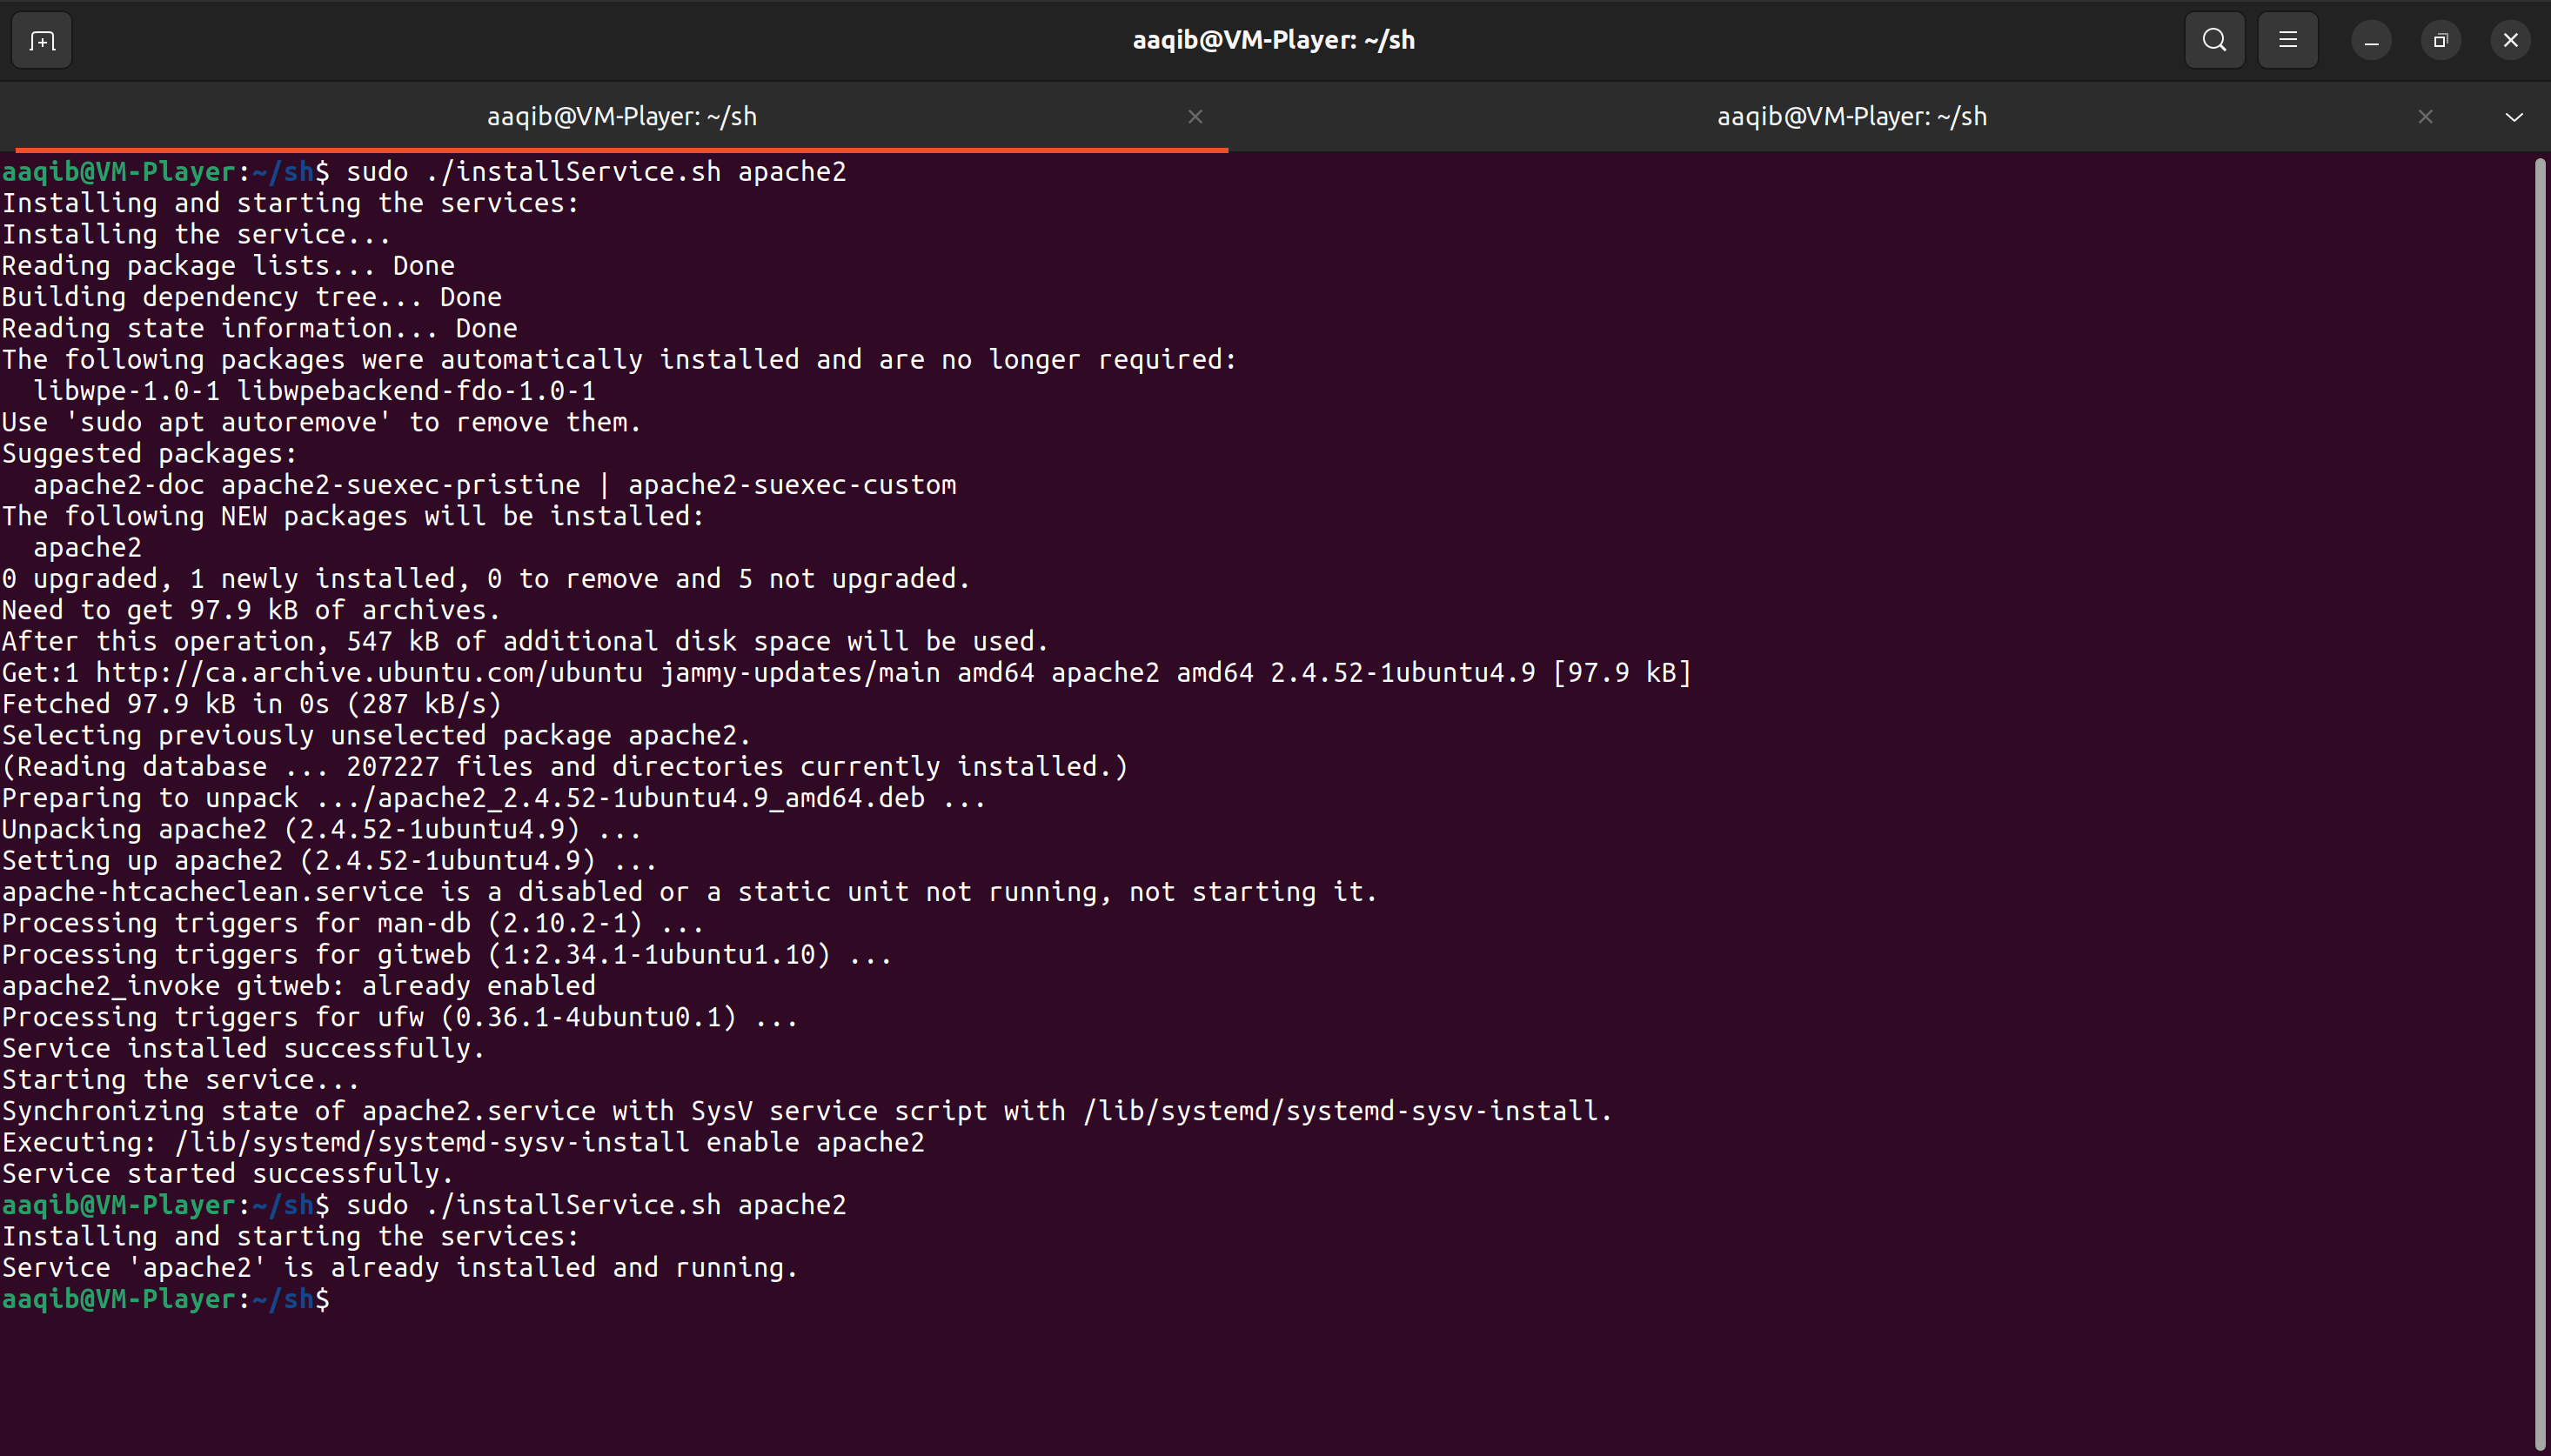 aaqib@VM-Player: ~/sh
aaqib@VM-Player: ~/sh
aaqib@VM-Player: ~/sh
aaqib@VM-Player:~/sh$ sudo ./installService.sh apache2
Installing and starting the services:
Installing the service...
Reading package lists... Done
Building dependency tree... Done
Reading state information... Done
The following packages were automatically installed and are no longer required:
  libwpe-1.0-1 libwpebackend-fdo-1.0-1
Use 'sudo apt autoremove' to remove them.
Suggested packages:
  apache2-doc apache2-suexec-pristine | apache2-suexec-custom
The following NEW packages will be installed:
  apache2
0 upgraded, 1 newly installed, 0 to remove and 5 not upgraded.
Need to get 97.9 kB of archives.
After this operation, 547 kB of additional disk space will be used.
Get:1 http://ca.archive.ubuntu.com/ubuntu jammy-updates/main amd64 apache2 amd64 2.4.52-1ubuntu4.9 [97.9 kB]
Fetched 97.9 kB in 0s (287 kB/s)
Selecting previously unselected package apache2.
(Reading database ... 207227 files and directories currently installed.)
Preparing to unpack .../apache2_2.4.52-1ubuntu4.9_amd64.deb ...
Unpacking apache2 (2.4.52-1ubuntu4.9) ...
Setting up apache2 (2.4.52-1ubuntu4.9) ...
apache-htcacheclean.service is a disabled or a static unit not running, not starting it.
Processing triggers for man-db (2.10.2-1) ...
Processing triggers for gitweb (1:2.34.1-1ubuntu1.10) ...
apache2_invoke gitweb: already enabled
Processing triggers for ufw (0.36.1-4ubuntu0.1) ...
Service installed successfully.
Starting the service...
Synchronizing state of apache2.service with SysV service script with /lib/systemd/systemd-sysv-install.
Executing: /lib/systemd/systemd-sysv-install enable apache2
Service started successfully.
aaqib@VM-Player:~/sh$ sudo ./installService.sh apache2
Installing and starting the services:
Service 'apache2' is already installed and running.
aaqib@VM-Player:~/sh$